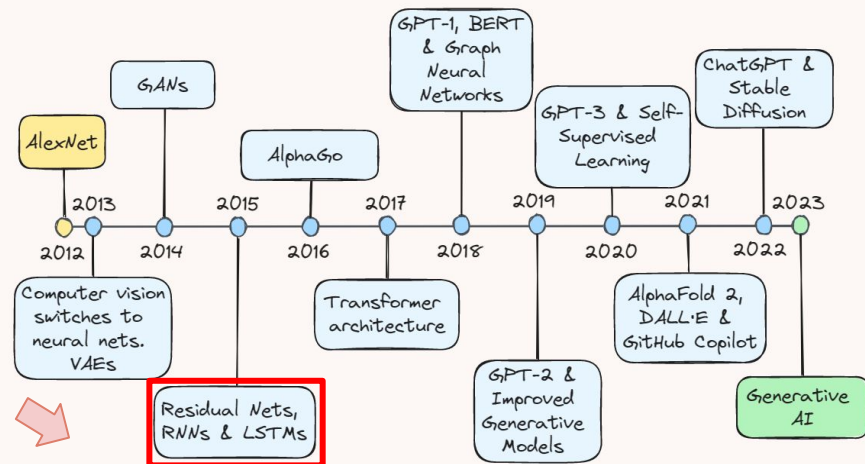 GPT-1, BERT
& Graph
Neural
Networks
ChatGPT &
Stable
Diffusion
GANs
GPT-3 & Self-
Supervised
Learning
AlexNet
AlphaGo
2013
2015
2017
2019
2021
2023
2012
2014
2016
2018
2020
2022
Computer vision
switches to
neural nets.
VAEs
Transformer
architecture
AlphaFold 2,
DALL·E &
GitHub Copilot
Residual Nets,
RNNs & LSTMs
GPT-2 &
Improved
Generative
Models
Generative
AI